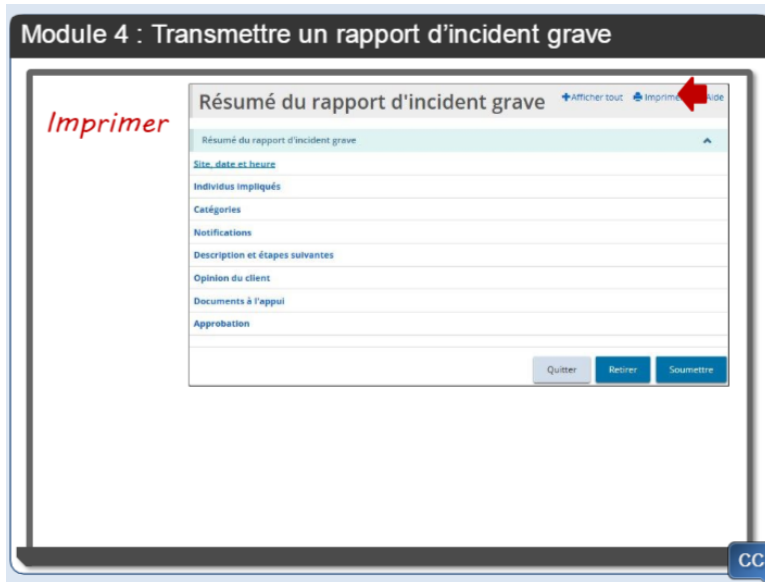 Module 4 : Transmettre un rapport d'incident grave
Imprimer
Résumé du rapport d'incident grave
Afficher tout
Aide
Résumé du rapport d'incident grave
Site, date et heure
Individus impliqués
Catégories
Notifications
Description et étapes suivantes
Opinion du client
Documents à l'appui
Approbation
Quitter Retirer Soumettre
CC